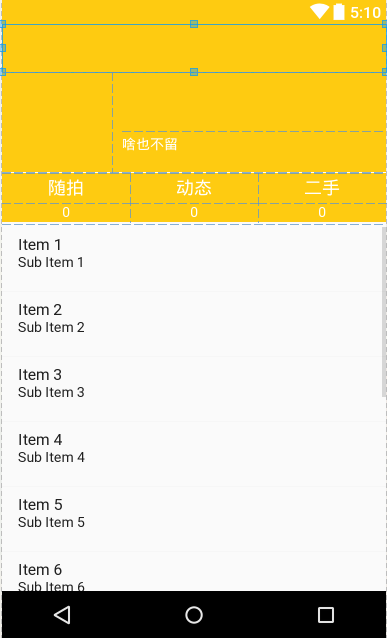 5:10
啥也不留
随拍 动态 二手
0 0 0
Item 1
Sub Item 1
Item 2
Sub Item 2
Item 3
Sub Item 3
Item 4
Sub Item 4
Item 5
Sub Item 5
Item 6
Sub Item 6